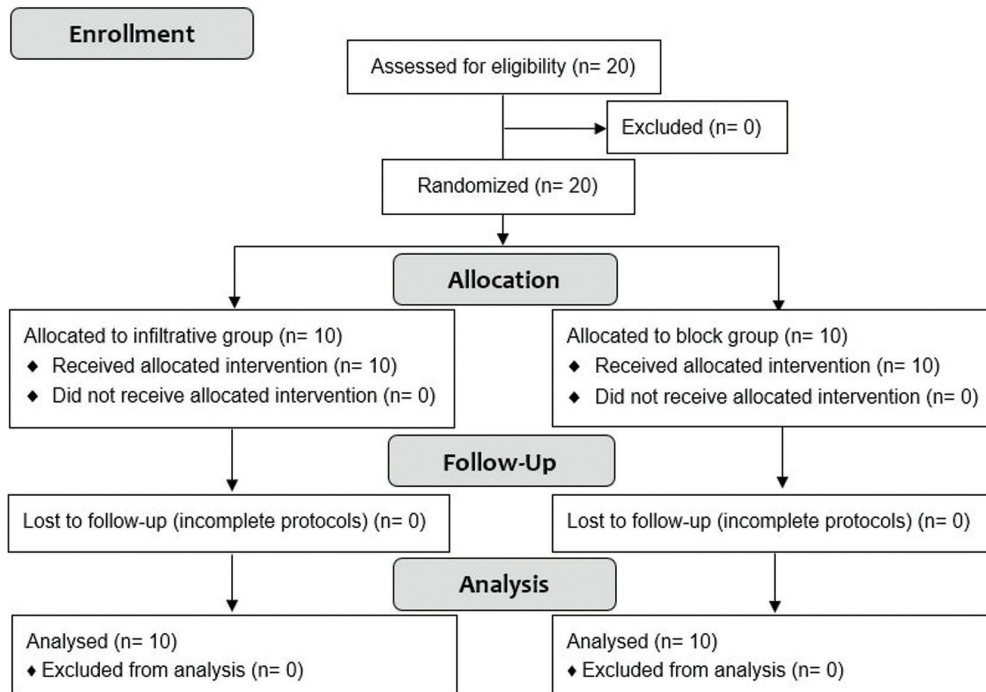 Enrollment
Assessed for eligibility (n= 20)
Excluded (n= 0)
Randomized (n= 20)
Allocation
Allocated to infiltrative group (n= 10)
◆ Received allocated intervention (n= 10)
◆ Did not receive allocated intervention (n= 0)
Allocated to block group (n= 10)
◆ Received allocated intervention (n= 10)
◆ Did not receive allocated intervention (n= 0)
Follow-Up
Lost to follow-up (incomplete protocols) (n= 0)
Lost to follow-up (incomplete protocols) (n= 0)
Analysis
Analysed (n= 10)
♦ Excluded from analysis (n= 0)
Analysed (n= 10)
♦ Excluded from analysis (n= 0)